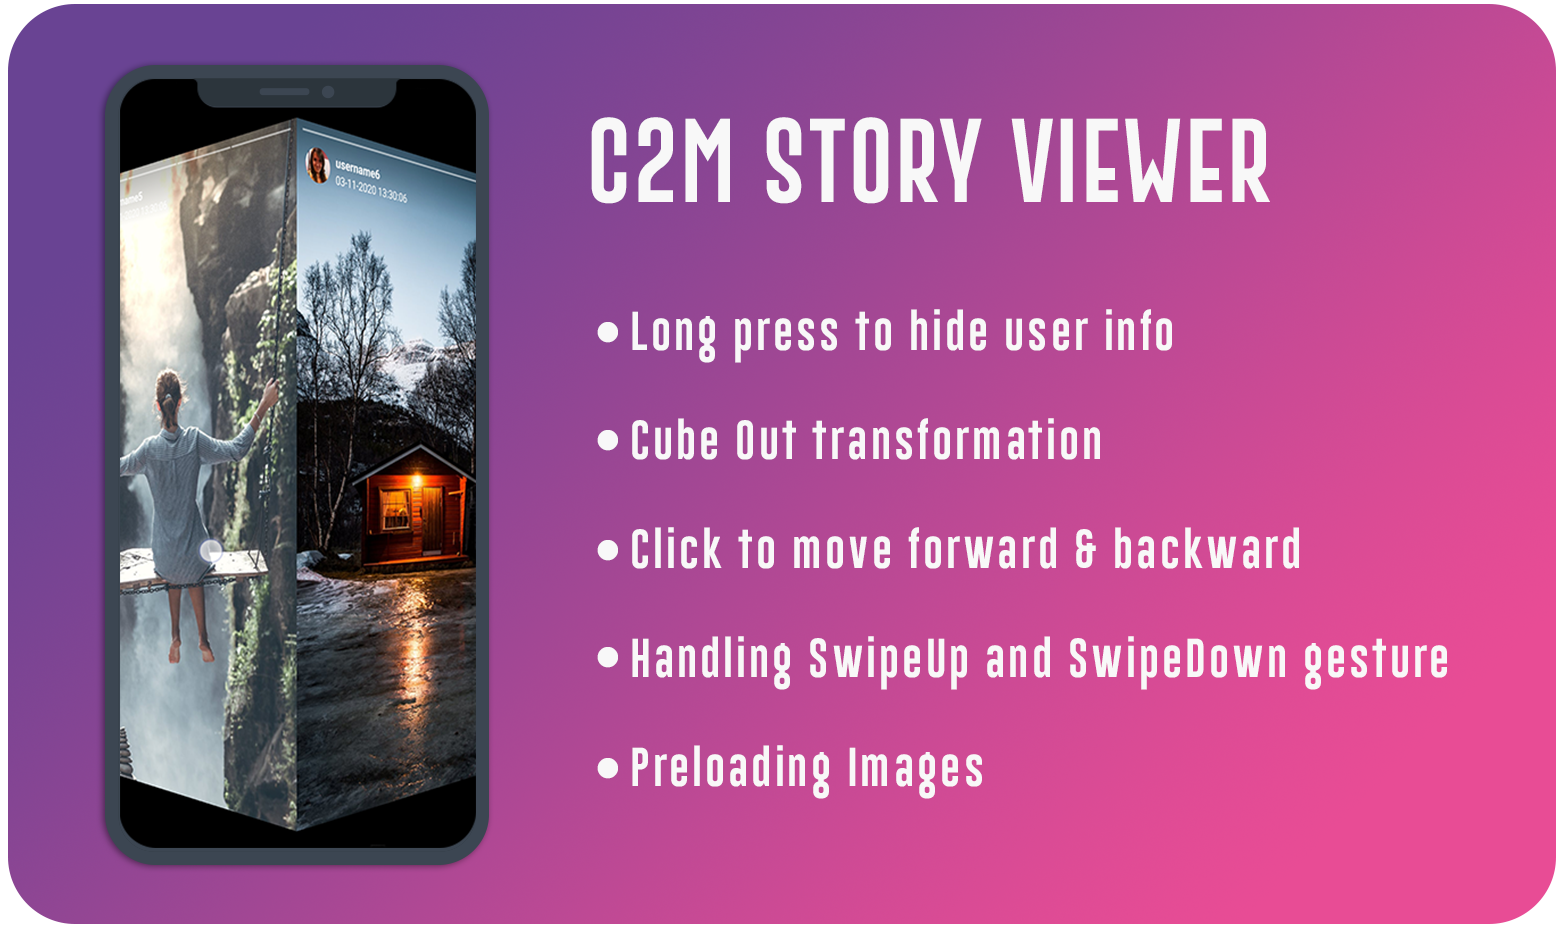 username6
03-11-2020 13:30:06
C2M STORY VIEWER
Long press to hide user info
Cube Out transformation
Click to move forward & backward
Handling SwipeUp and SwipeDown gesture
Preloading Images